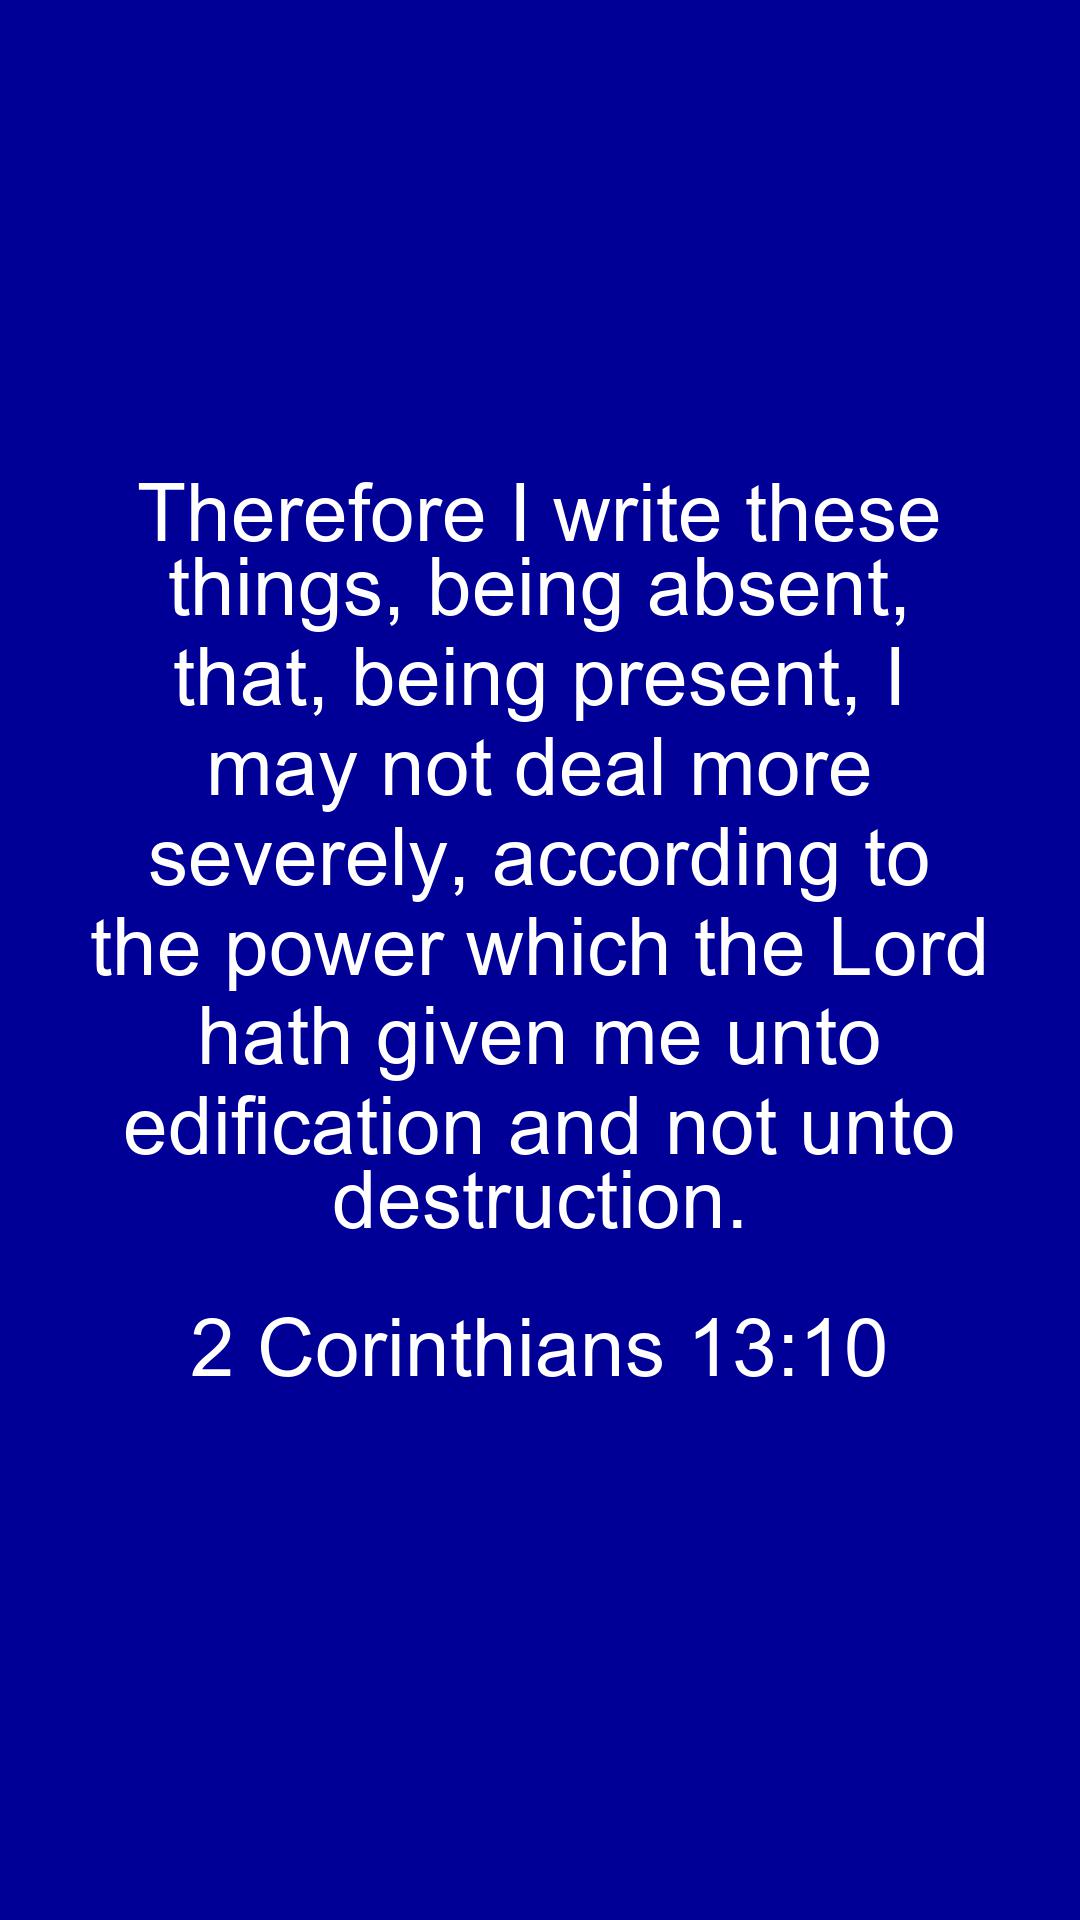 Therefore I write these
things, being absent,
that, being present, I
may not deal more
severely, according to
the power which the Lord
hath given me unto
edification and not unto
destruction.
2 Corinthians 13:10